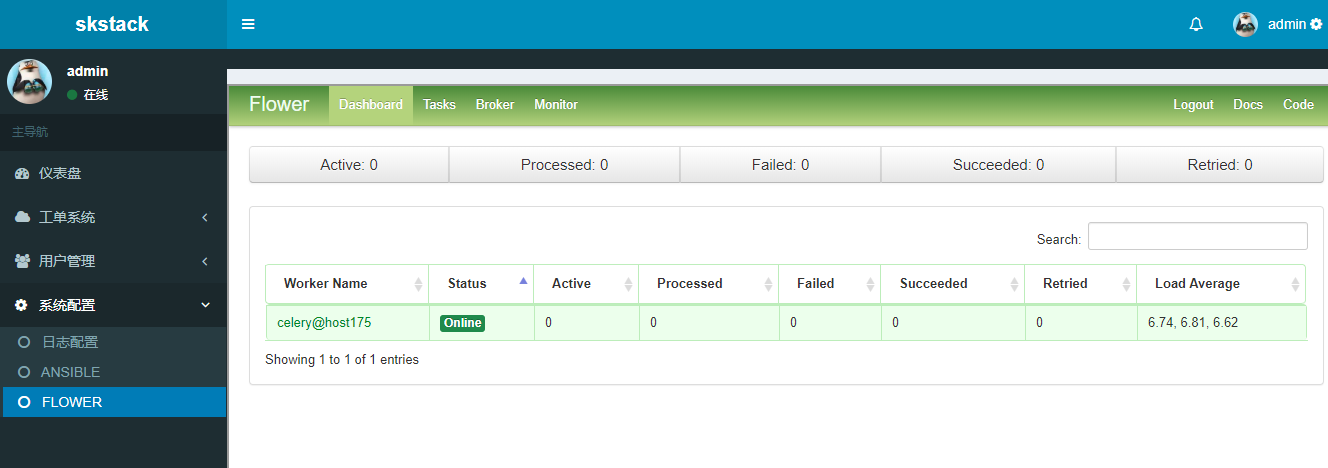 skstack
admin
admin
在线
主导航
仪表盘
工单系统
用户管理
系统配置
日志配置
ANSIBLE
FLOWER
Flower Dashboard Tasks Broker Monitor Logout Docs Code
Active: 0 Processed: 0 Failed: 0 Succeeded: 0 Retried: 0
Search:
Worker Name Status Active Processed Failed Succeeded Retried Load Average
celery@host175 Online 0 0 0 0 0 6.74, 6.81, 6.62
Showing 1 to 1 of 1 entries